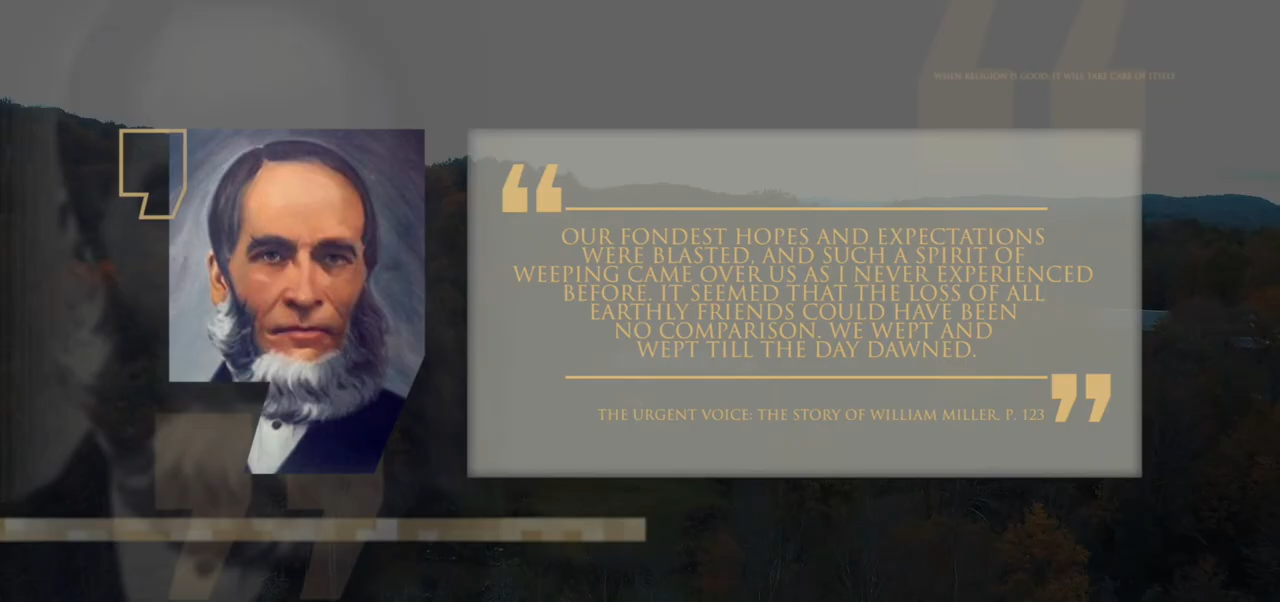 WHEN RELIGION IS GOOD, IT WILL TAKE CARE OF ITSELF
“
OUR FONDEST HOPES AND EXPECTATIONS
WERE BLASTED, AND SUCH A SPIRIT OF
WEEPING CAME OVER US AS I NEVER EXPERIENCED
BEFORE. IT SEEMED THAT THE LOSS OF ALL
EARTHLY FRIENDS COULD HAVE BEEN
NO COMPARISON. WE WEPT AND
WEPT TILL THE DAY DAWNED.
”
THE URGENT VOICE: THE STORY OF WILLIAM MILLER, P. 123